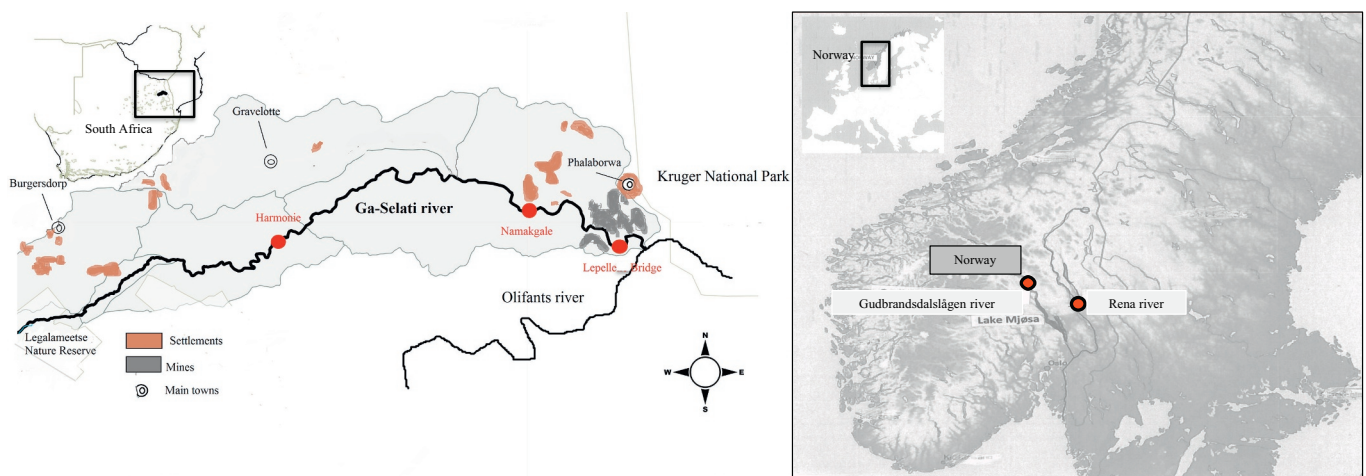 South Africa
Gravelotte
Burgersdorp
Phalaborwa
Kruger National Park
Ga-Selati river
Harmonie
Namakgale
Lepelle Bridge
Olifants river
Legalameetse
Nature Reserve
Settlements
Mines
Main towns
N
W
E
S
Norway
Norway
Gudbrandsdalslågen river
Rena river
Lake Mjøsa
Oslo